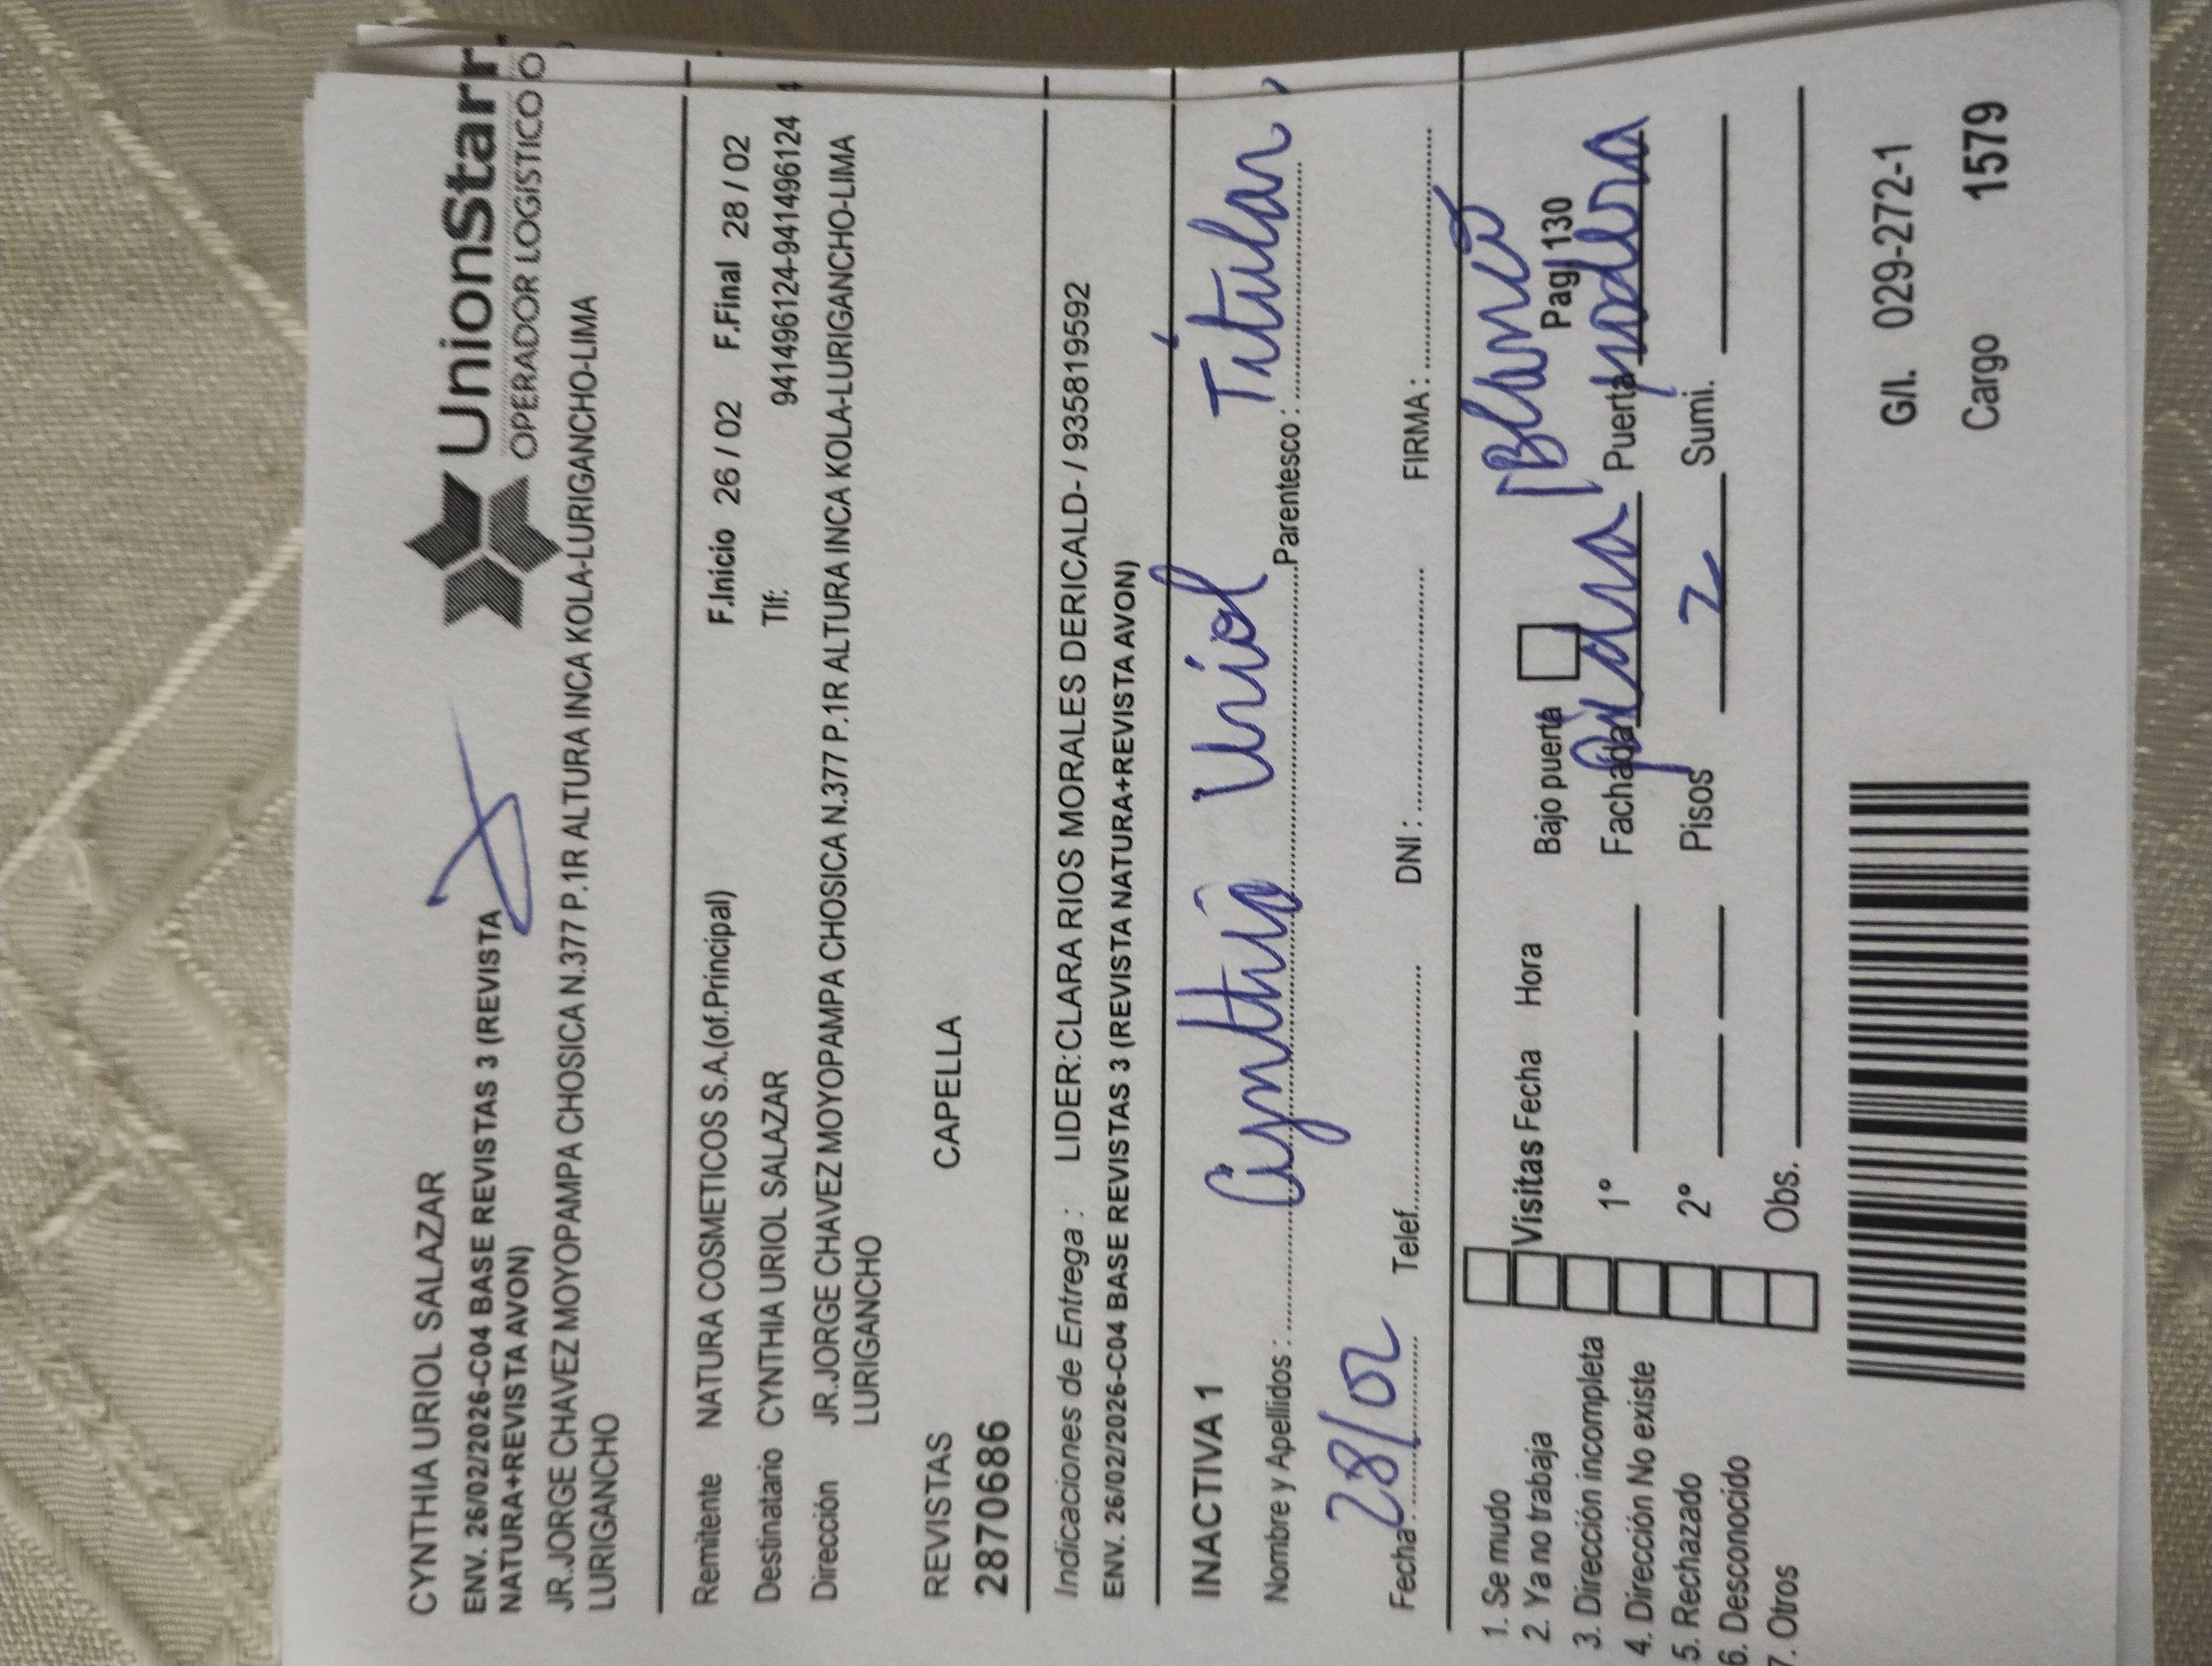 CYNTHIA URIOL SALAZAR
UnionStar
OPERADOR LOGISTICO
ENV. 26/02/2026-C04 BASE REVISTAS 3 (REVISTA
NATURA+REVISTA AVON)
JR.JORGE CHAVEZ MOYOPAMPA CHOSICA N.377 P.1R ALTURA INCA KOLA-LURIGANCHO-LIMA
LURIGANCHO
Remitente NATURA COSMETICOS S.A.(of.Principal) F.Inicio 26 / 02 F.Final 28 / 02
Destinatario CYNTHIA URIOL SALAZAR Tlf: 941496124-941496124
Dirección JR.JORGE CHAVEZ MOYOPAMPA CHOSICA N.377 P.1R ALTURA INCA KOLA-LURIGANCHO-LIMA
LURIGANCHO
REVISTAS CAPELLA
2870686
Indicaciones de Entrega : LIDER:CLARA RIOS MORALES DERICALD- / 935819592
ENV. 26/02/2026-C04 BASE REVISTAS 3 (REVISTA NATURA+REVISTA AVON)
INACTIVA 1
Nombre y Apellidos : Cynthia Uriol Parentesco : Titular
Fecha : 28/02 Telef. DNI : FIRMA :
1. Se mudo
2. Ya no trabaja
3. Dirección incompleta
4. Dirección No existe
5. Rechazado
6. Desconocido
7. Otros
Visitas Fecha Hora
1°
2°
Obs.
Bajo puerta Blanco
Pag 130
Fachada Puerta madera
Pisos 2 Sumi.
G/I. 029-272-1
Cargo 1579